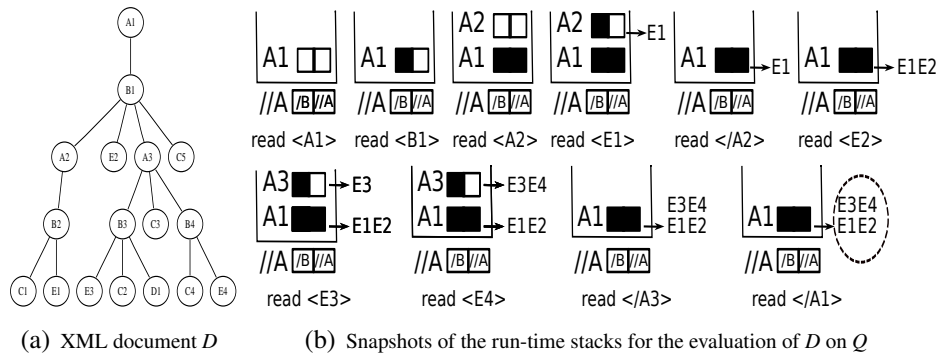 A1
B1
A2 E2 A3 C5
B2 B3 C3 B4
C1 E1 E3 C2 D1 C4 E4
(a) XML document D
A1
//A /B //A
read <A1>
A1
//A /B //A
read <B1>
A2
A1
//A /B //A
read <A2>
A2 E1
A1
//A /B //A
read <E1>
A1 E1
//A /B //A
read </A2>
A1 E1E2
//A /B //A
read <E2>
A3 E3
A1 E1E2
//A /B //A
read <E3>
A3 E3E4
A1 E1E2
//A /B //A
read <E4>
E3E4
A1 E1E2
//A /B //A
read </A3>
E3E4
A1 E1E2
//A /B //A
read </A1>
(b) Snapshots of the run-time stacks for the evaluation of D on Q